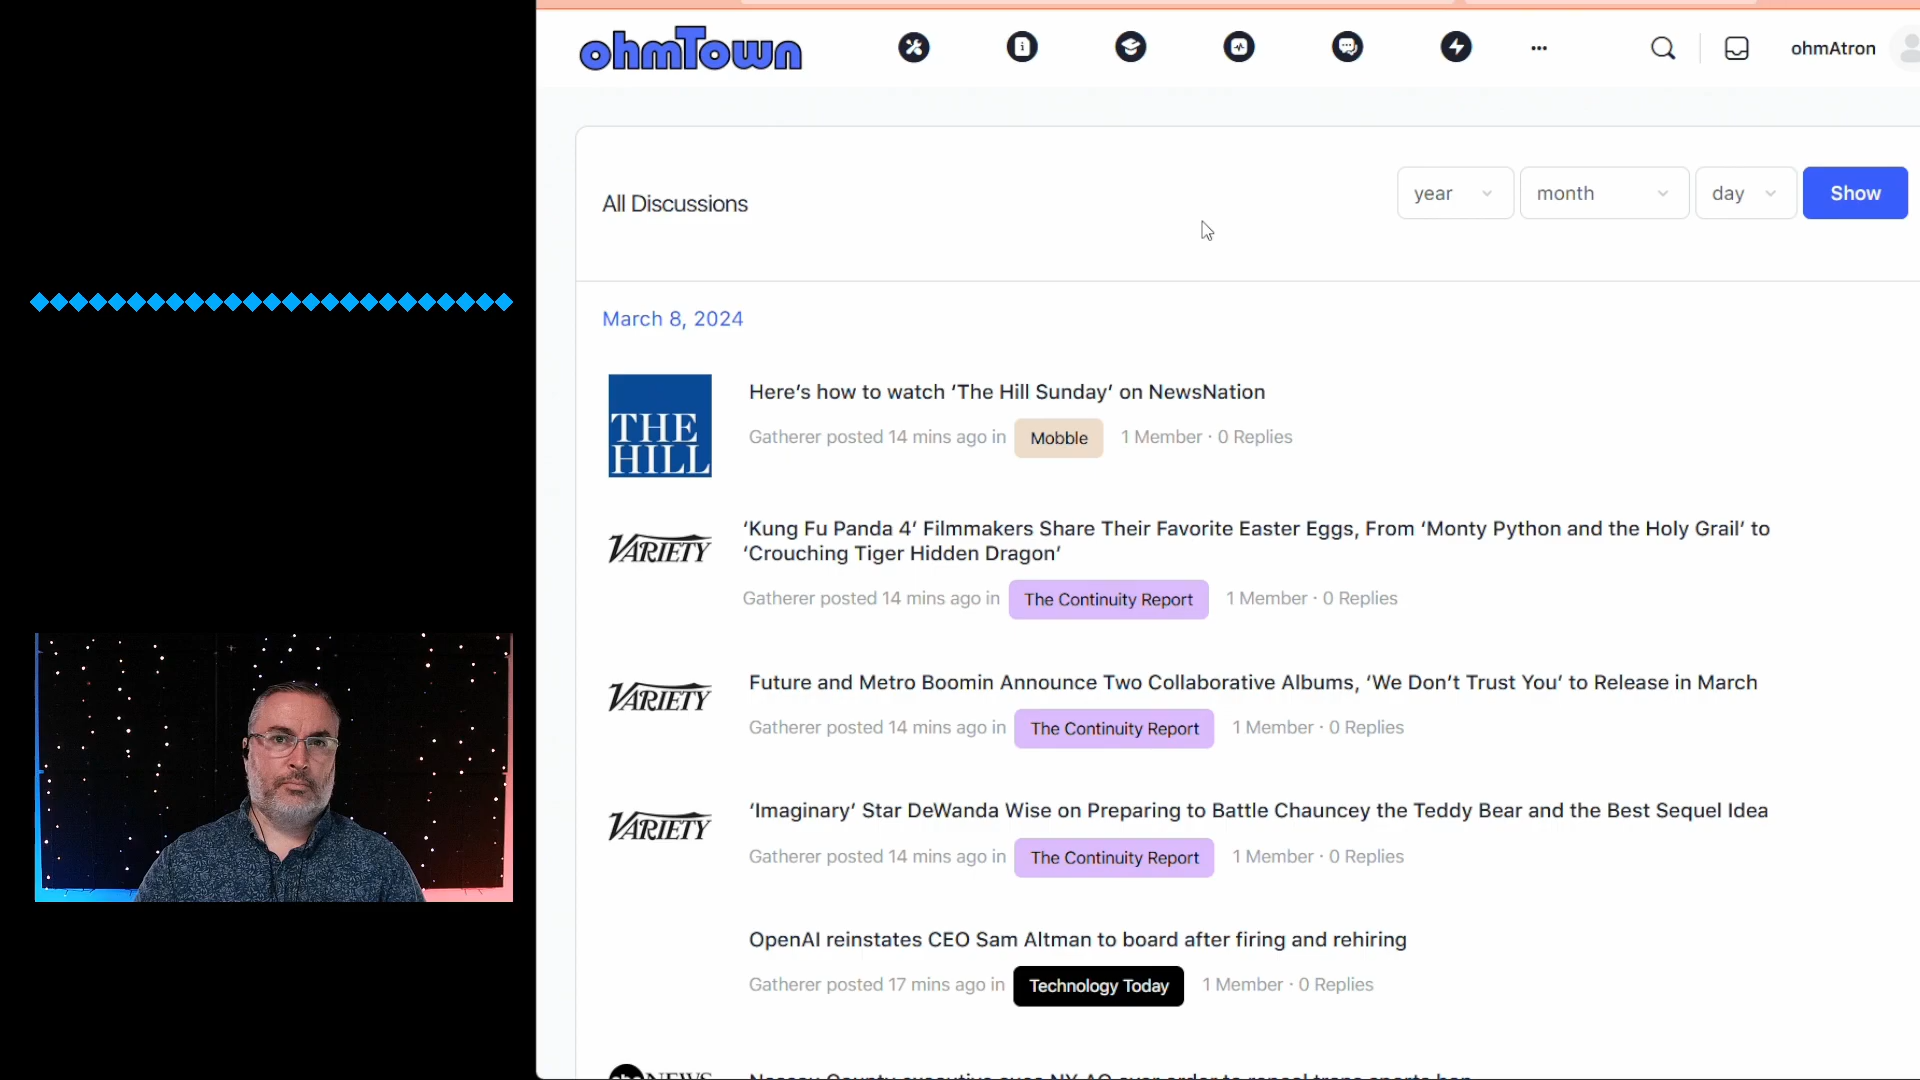 ohmTown
ohmAtron
All Discussions
year
month
day
Show
March 8, 2024
THE
HILL
Here's how to watch ‘The Hill Sunday’ on NewsNation
Gatherer posted 14 mins ago in Mobble 1 Member · 0 Replies
VARIETY
‘Kung Fu Panda 4’ Filmmakers Share Their Favorite Easter Eggs, From ‘Monty Python and the Holy Grail’ to
‘Crouching Tiger Hidden Dragon’
Gatherer posted 14 mins ago in The Continuity Report 1 Member · 0 Replies
VARIETY
Future and Metro Boomin Announce Two Collaborative Albums, ‘We Don’t Trust You’ to Release in March
Gatherer posted 14 mins ago in The Continuity Report 1 Member · 0 Replies
VARIETY
‘Imaginary’ Star DeWanda Wise on Preparing to Battle Chauncey the Teddy Bear and the Best Sequel Idea
Gatherer posted 14 mins ago in The Continuity Report 1 Member · 0 Replies
OpenAI reinstates CEO Sam Altman to board after firing and rehiring
Gatherer posted 17 mins ago in Technology Today 1 Member · 0 Replies
abc NEWS